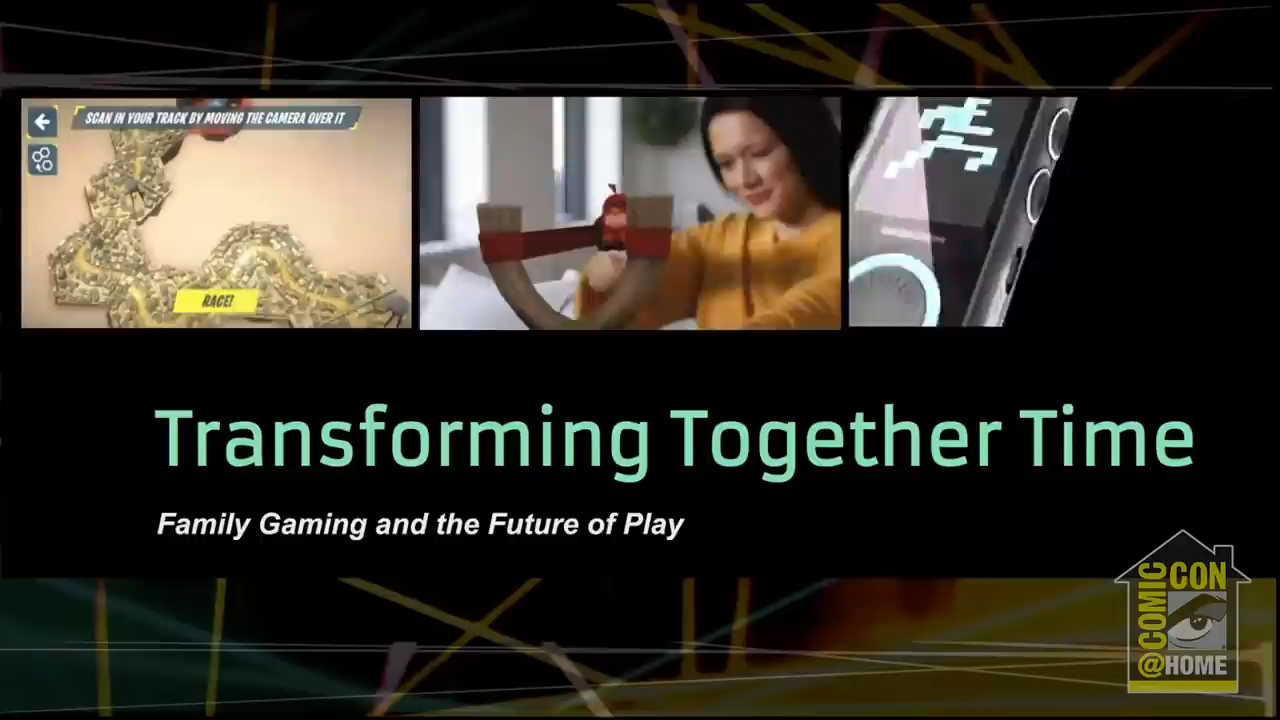 SCAN IN YOUR TRACK BY MOVING THE CAMERA OVER IT
RACE!
Transforming Together Time
Family Gaming and the Future of Play
COMIC
CON
@HOME